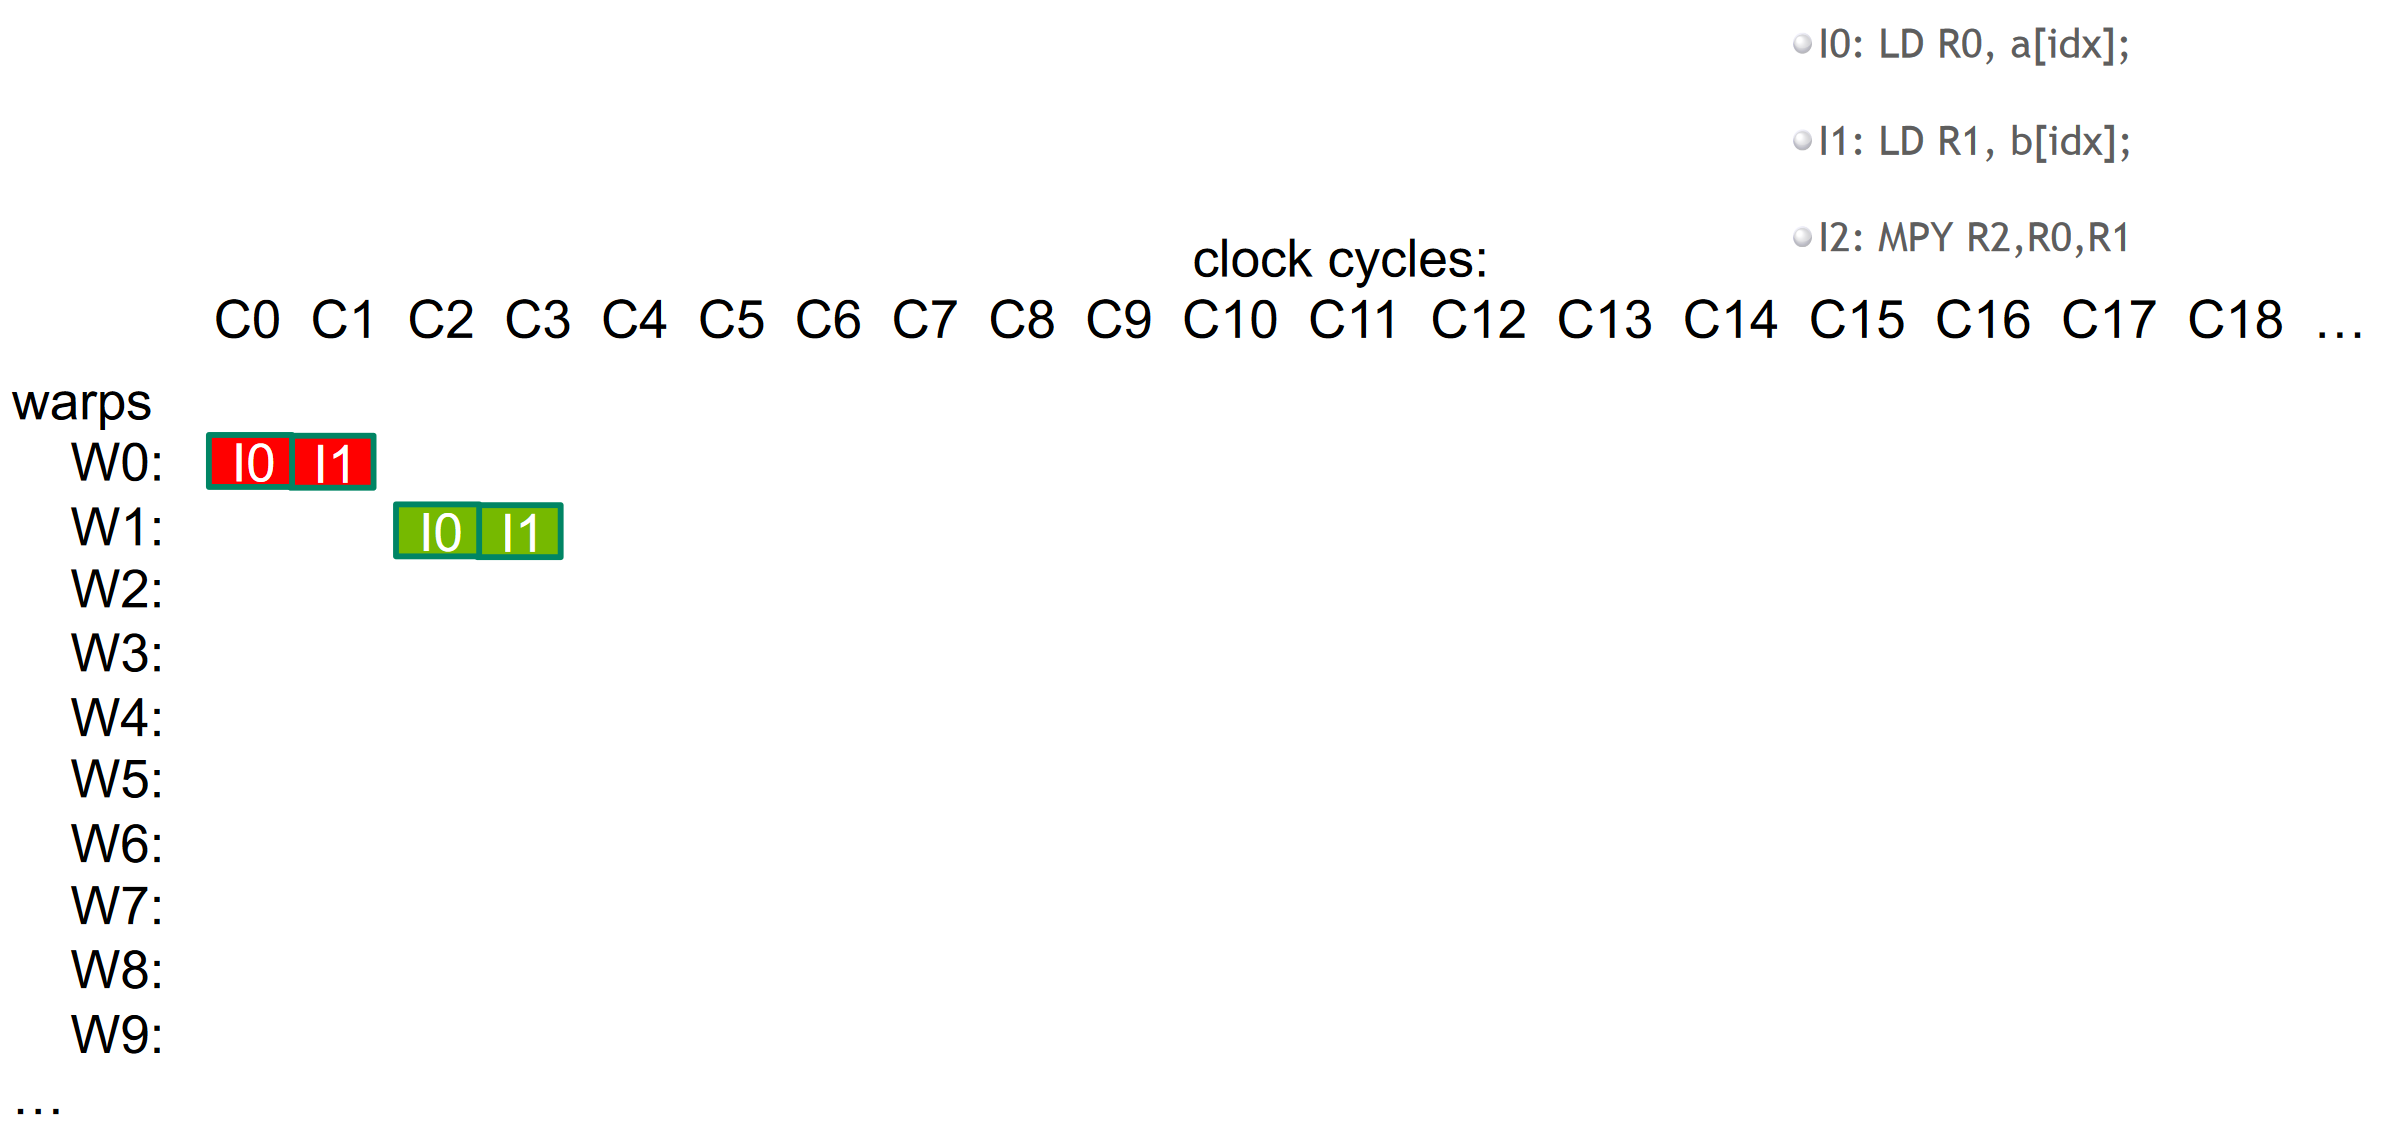 I0: LD R0, a[idx];
I1: LD R1, b[idx];
I2: MPY R2,R0,R1
clock cycles:
C0 C1 C2 C3 C4 C5 C6 C7 C8 C9 C10 C11 C12 C13 C14 C15 C16 C17 C18 …
warps
W0: I0 I1
W1: I0 I1
W2:
W3:
W4:
W5:
W6:
W7:
W8:
W9:
…